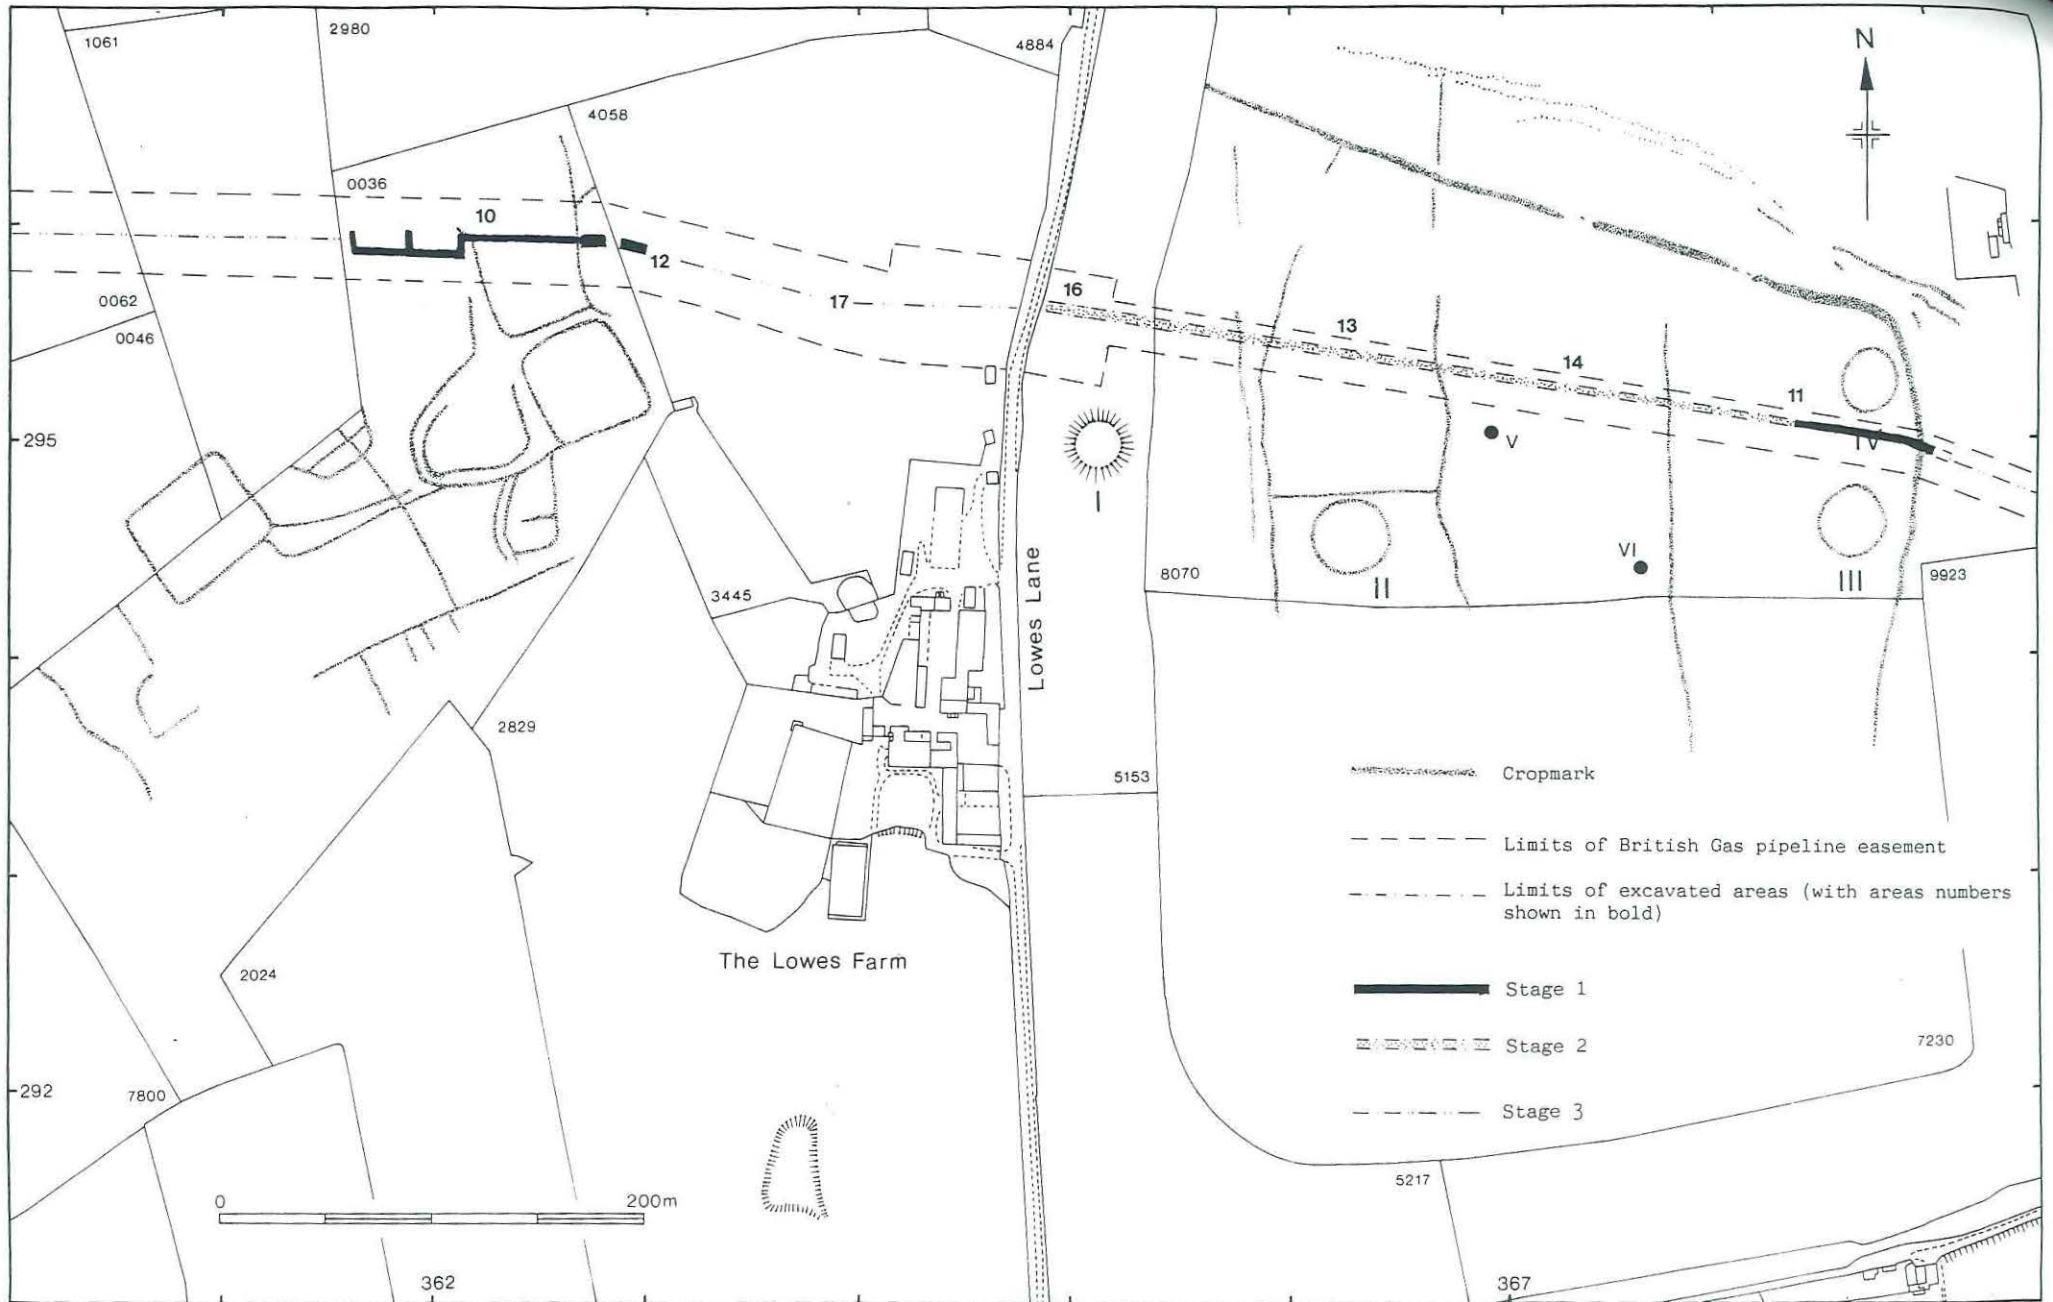 1061
2980
4884
N
4058
0036
10
12
0062
17
16
0046
13
14
11
295
V
IV
I
VI
II
III
8070
9923
3445
Lowes Lane
2829
5153
Cropmark
Limits of British Gas pipeline easement
Limits of excavated areas (with areas numbers
shown in bold)
The Lowes Farm
2024
Stage 1
Stage 2
7230
292
7800
Stage 3
5217
0 200m
362
367